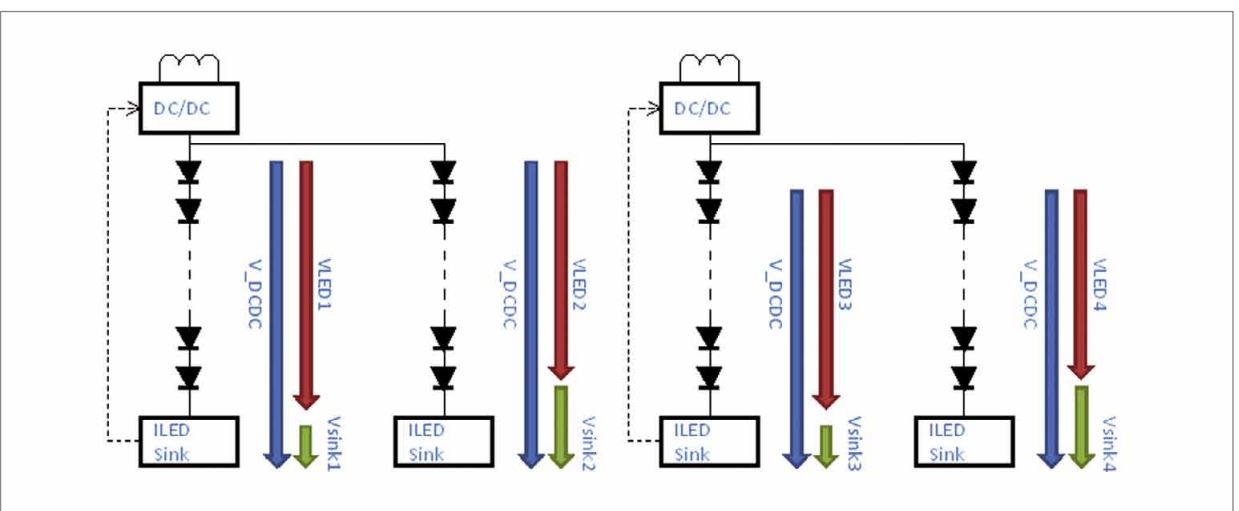 DC/DC
DC/DC
V_DCDC
VLED1
V_DCDC
VLED2
V_DCDC
VLED3
V_DCDC
VLED4
ILED
Sink
Vsink1
ILED
Sink
Vsink2
ILED
Sink
Vsink3
ILED
Sink
Vsink4